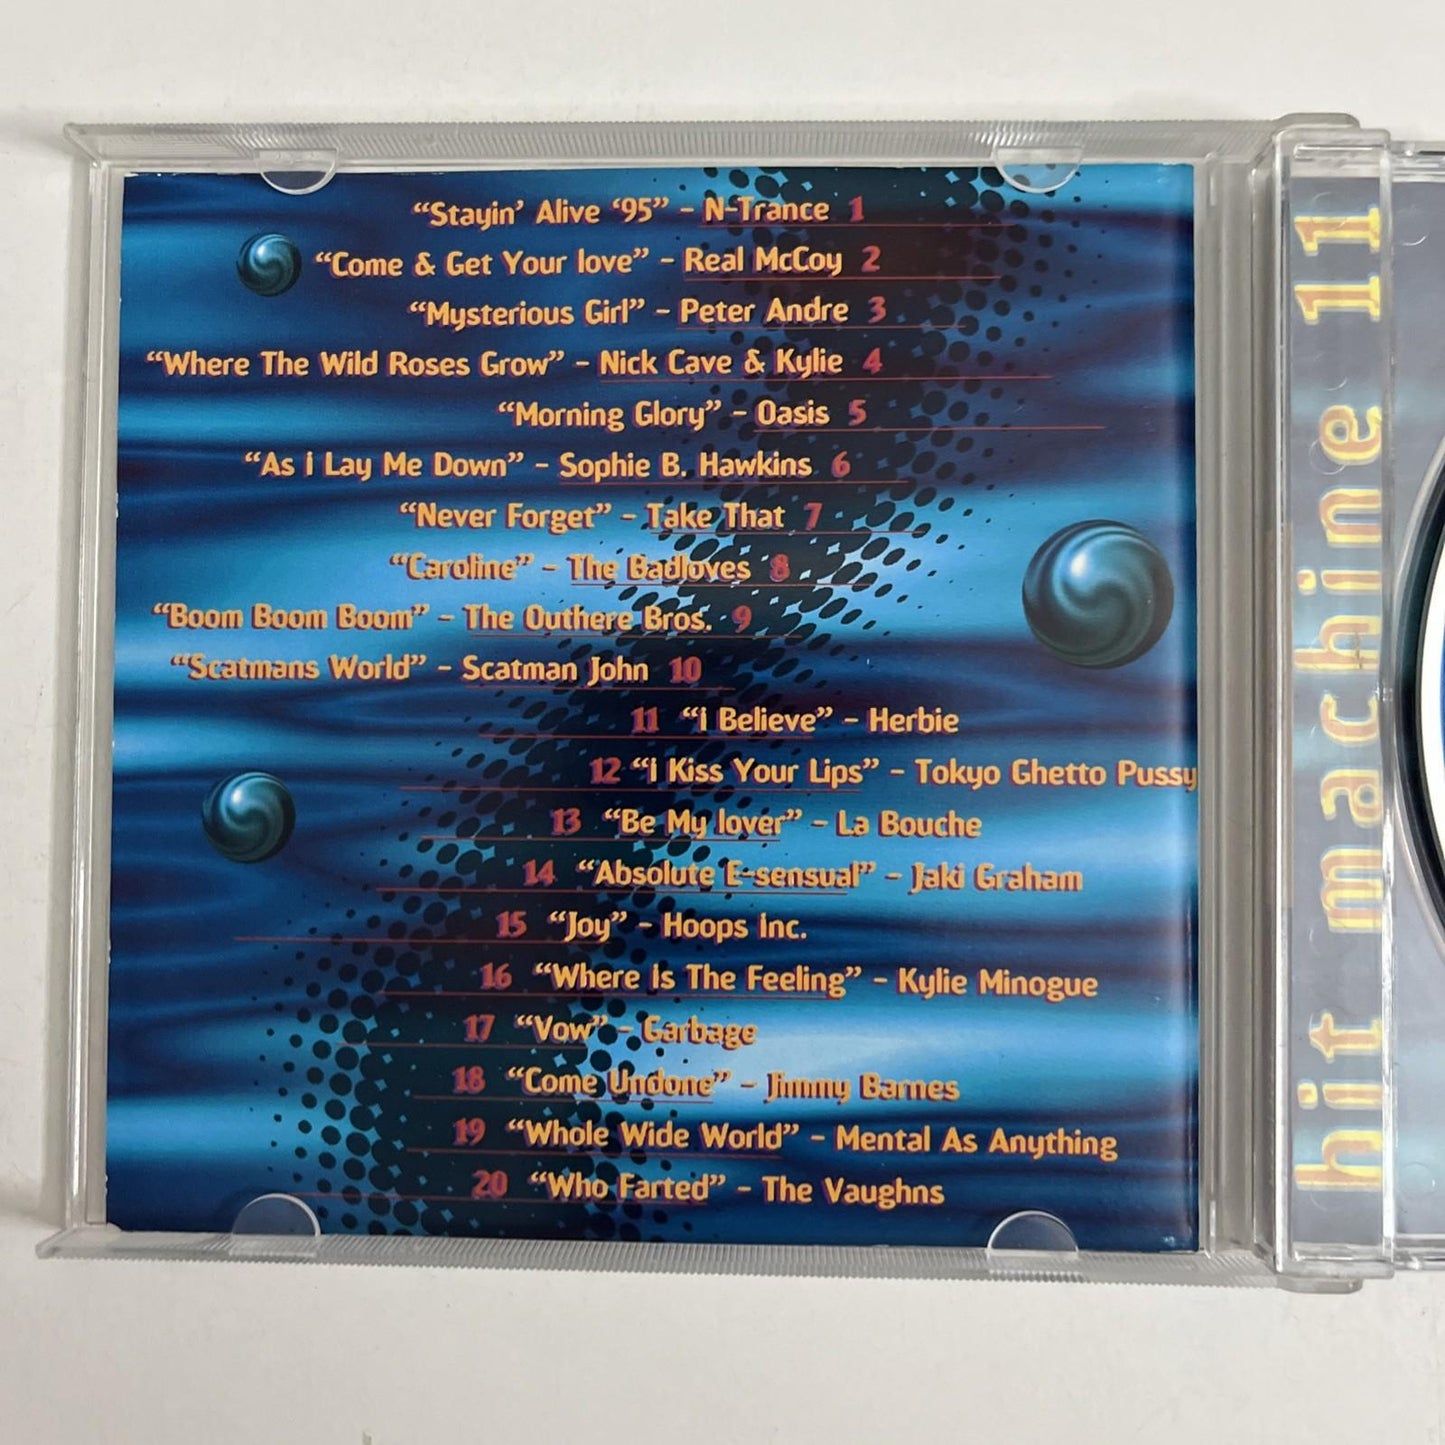 “Stayin’ Alive ‘95” – N-Trance 1
“Come & Get Your love” – Real McCoy 2
“Mysterious Girl” – Peter Andre 3
“Where The Wild Roses Grow” – Nick Cave & Kylie 4
“Morning Glory” – Oasis 5
“As i Lay Me Down” – Sophie B. Hawkins 6
“Never Forget” – Take That 7
“Caroline” – The Badloves 8
“Boom Boom Boom” – The Outhere Bros. 9
“Scatmans World” – Scatman John 10
11 “i Believe” – Herbie
12 “i Kiss Your Lips” – Tokyo Ghetto Pussy
13 “Be My lover” – La Bouche
14 “Absolute E-sensual” – Jaki Graham
15 “Joy” – Hoops Inc.
16 “Where Is The Feeling” – Kylie Minogue
17 “Vow” – Garbage
18 “Come Undone” – Jimmy Barnes
19 “Whole Wide World” – Mental As Anything
20 “Who Farted” – The Vaughns
hit machine 11